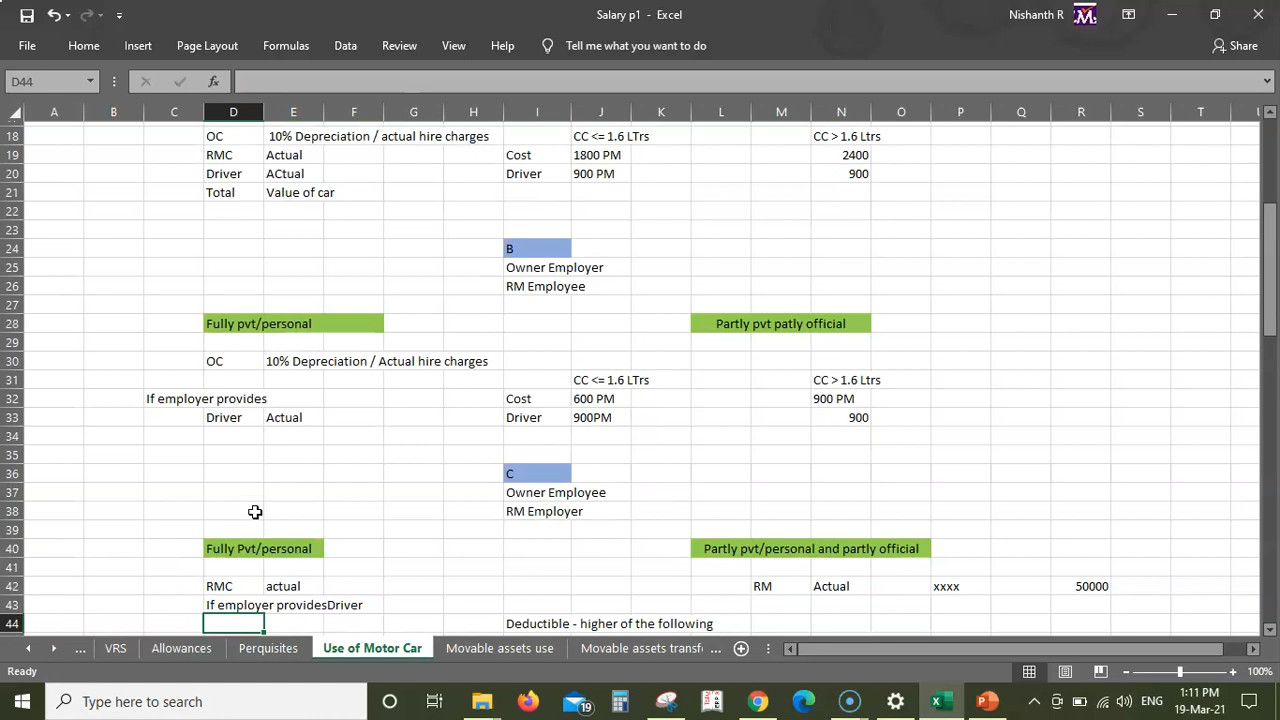 Salary p1 - Excel
Nishanth R
File Home Insert Page Layout Formulas Data Review View Help Tell me what you want to do Share
D44 fx
A B C D E F G H I J K L M N O P Q R S T
18 OC 10% Depreciation / actual hire charges CC <= 1.6 LTrs CC > 1.6 Ltrs
19 RMC Actual Cost 1800 PM 2400
20 Driver ACtual Driver 900 PM 900
21 Total Value of car
22
23
24 B
25 Owner Employer
26 RM Employee
27
28 Fully pvt/personal Partly pvt patly official
29
30 OC 10% Depreciation / Actual hire charges
31 CC <= 1.6 LTrs CC > 1.6 Ltrs
32 If employer provides Cost 600 PM 900 PM
33 Driver Actual Driver 900PM 900
34
35
36 C
37 Owner Employee
38 RM Employer
39
40 Fully Pvt/personal Partly pvt/personal and partly official
41
42 RMC actual RM Actual xxxx 50000
43 If employer providesDriver
44 Deductible - higher of the following
... VRS Allowances Perquisites Use of Motor Car Movable assets use Movable assets transf ...
Ready 100%
Type here to search 19 ENG 1:11 PM
19-Mar-21